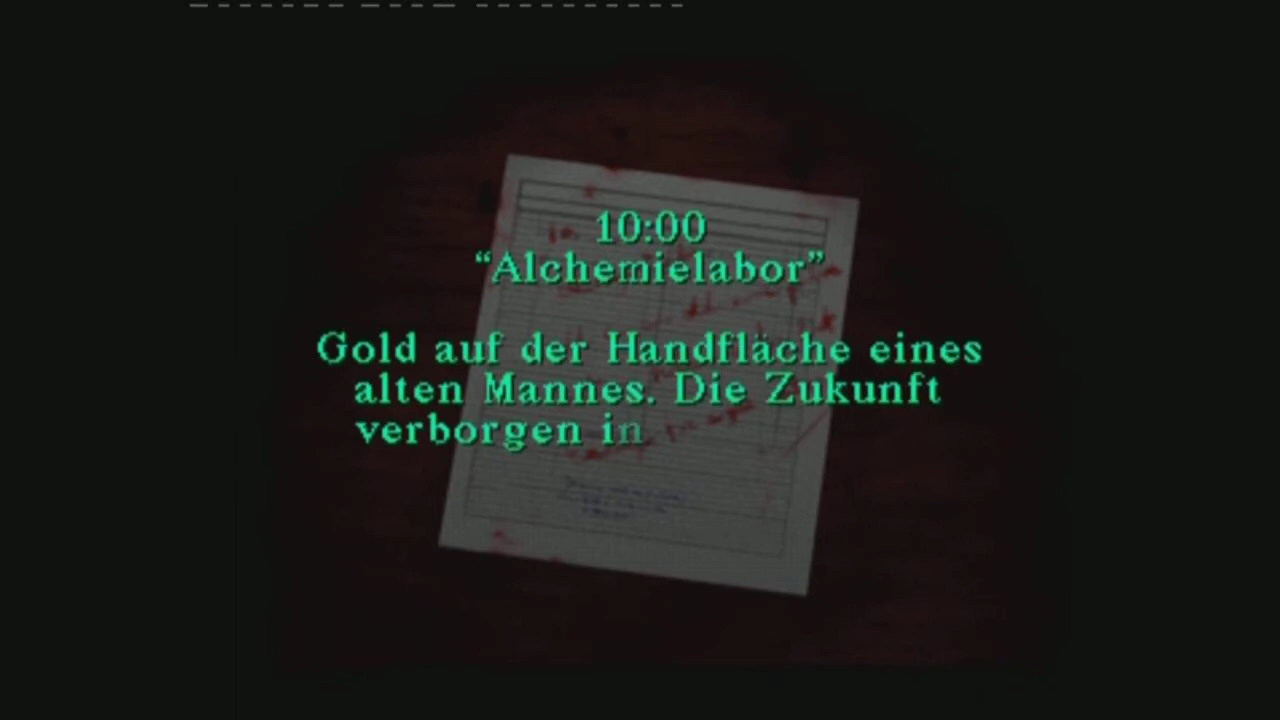 10:00
“Alchemielabor”
Gold auf der Handfläche eines
alten Mannes. Die Zukunft
verborgen in